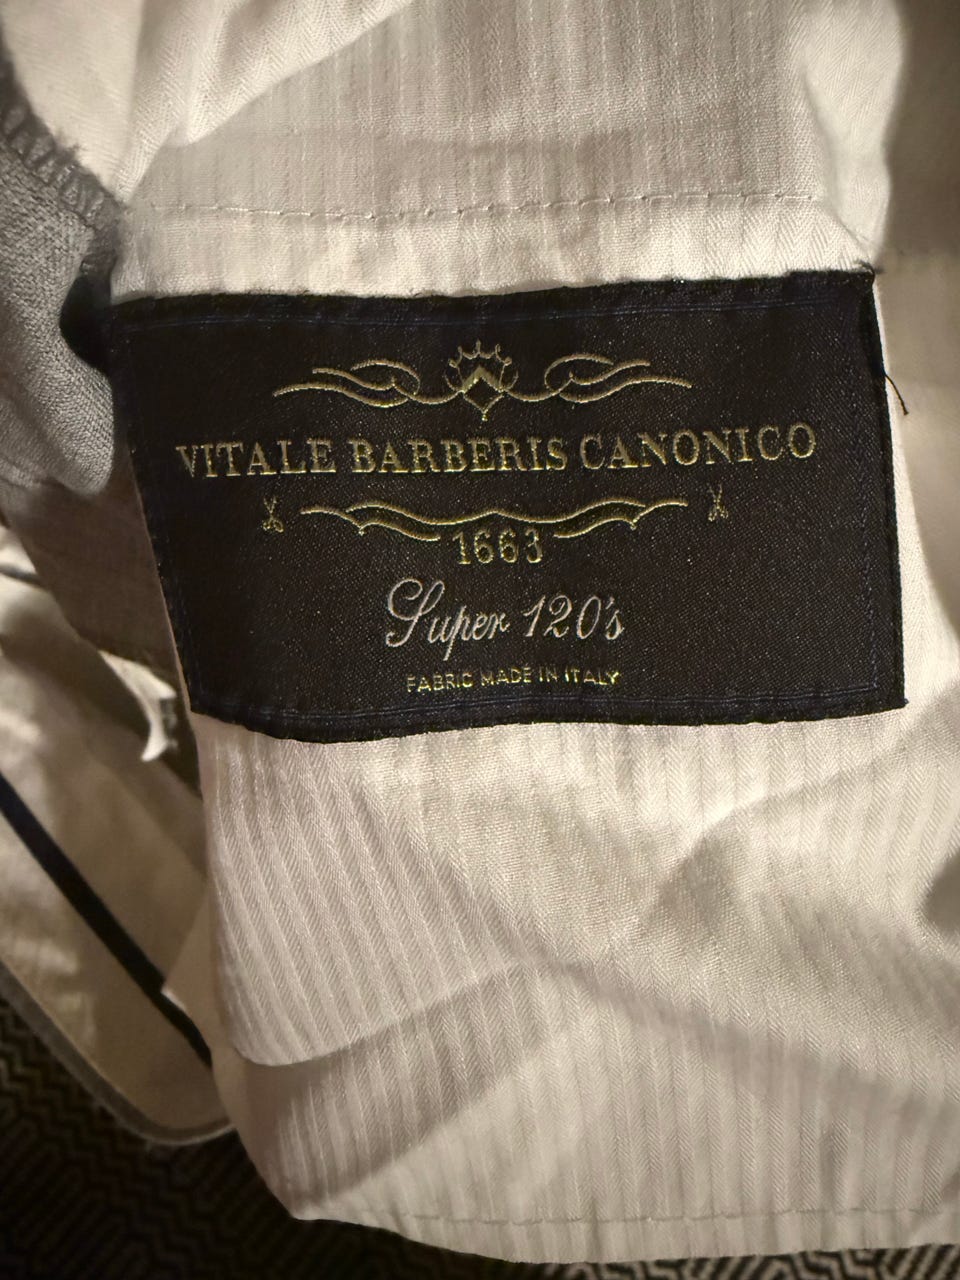 VITALE BARBERIS CANONICO
1663
Super 120's
FABRIC MADE IN ITALY